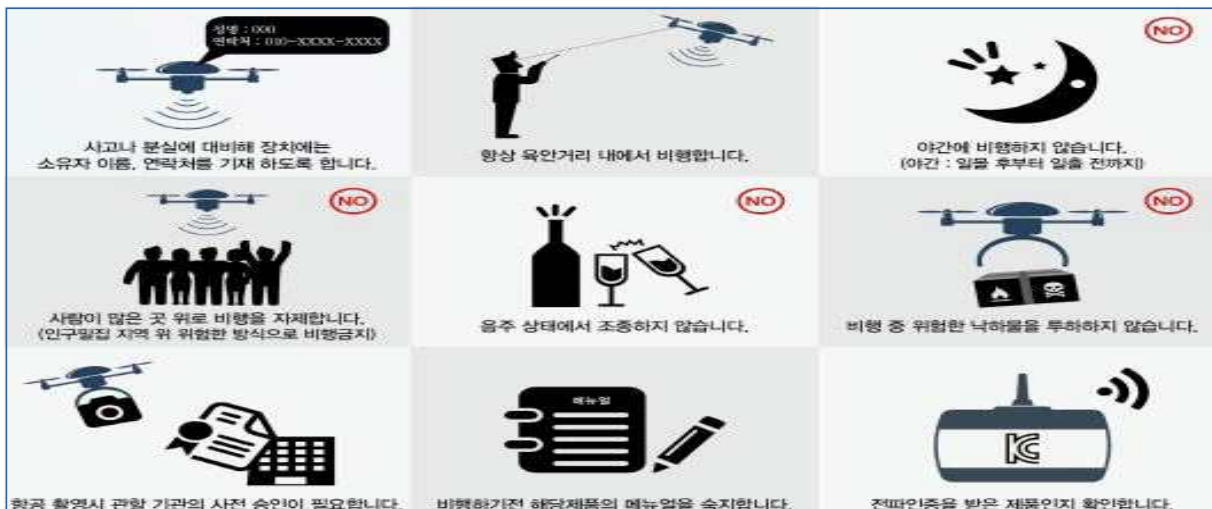 성명 : OOO
연락처 : 010-XXXX-XXXX
사고나 분실에 대비해 장치에는
소유자 이름, 연락처를 기재 하도록 합니다.
항상 육안거리 내에서 비행합니다.
NO
야간에 비행하지 않습니다.
(야간 : 일몰 후부터 일출 전까지)
NO
사람이 많은 곳 위로 비행을 자제합니다.
(인구밀집 지역 위 위험한 방식으로 비행금지)
NO
음주 상태에서 조종하지 않습니다.
NO
비행 중 위험한 낙하물을 투하하지 않습니다.
항공 촬영시 관할 기관의 사전 승인이 필요합니다.
메뉴얼
비행하기전 해당제품의 메뉴얼을 숙지합니다.
전파인증을 받은 제품인지 확인합니다.